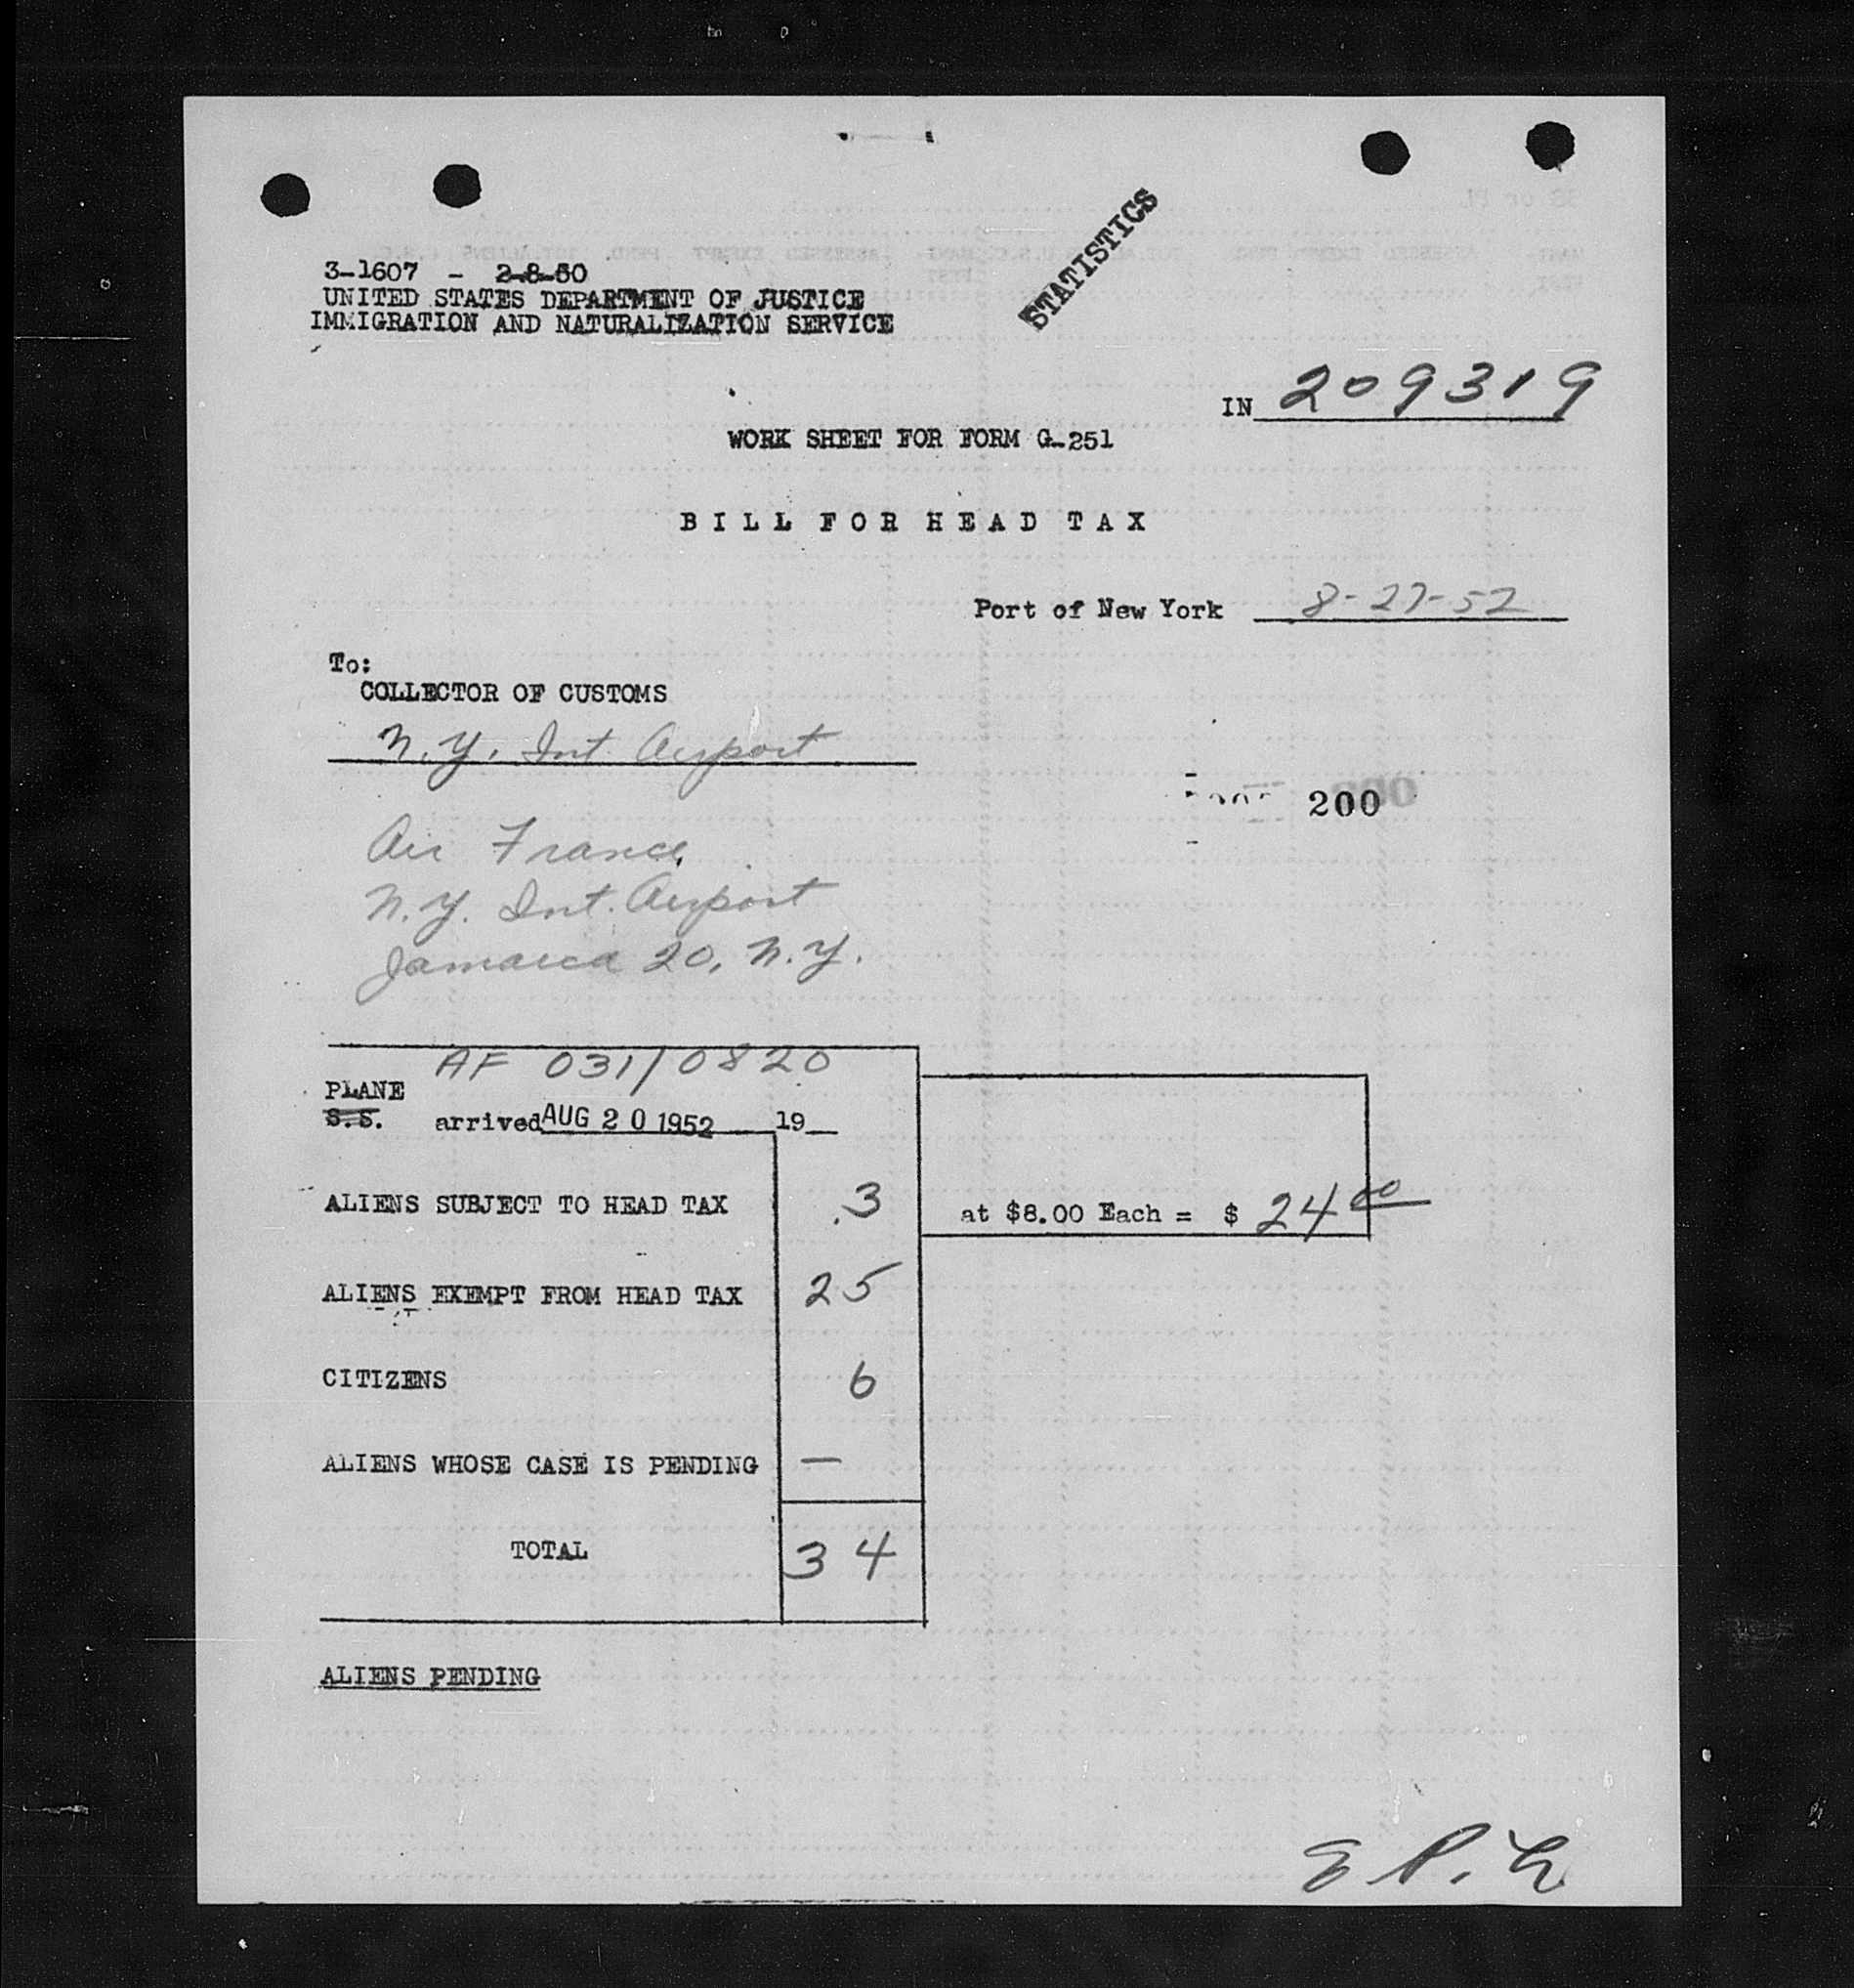 STATISTICS
3-1607 - 2-8-50
UNITED STATES DEPARTMENT OF JUSTICE
IMMIGRATION AND NATURALIZATION SERVICE
IN 209319
WORK SHEET FOR FORM G-251
BILL FOR HEAD TAX
Port of New York 8-27-52
To:
COLLECTOR OF CUSTOMS
N.Y. Int Airport
200
Air France
N.Y. Int. Airport
Jamaica 20, N.Y.
AF 031/0820
PLANE
S.S. arrived AUG 20 1952 19
ALIENS SUBJECT TO HEAD TAX 3 at $8.00 Each = $ 24 00
ALIENS EXEMPT FROM HEAD TAX 25
CITIZENS 6
ALIENS WHOSE CASE IS PENDING —
TOTAL 34
ALIENS PENDING